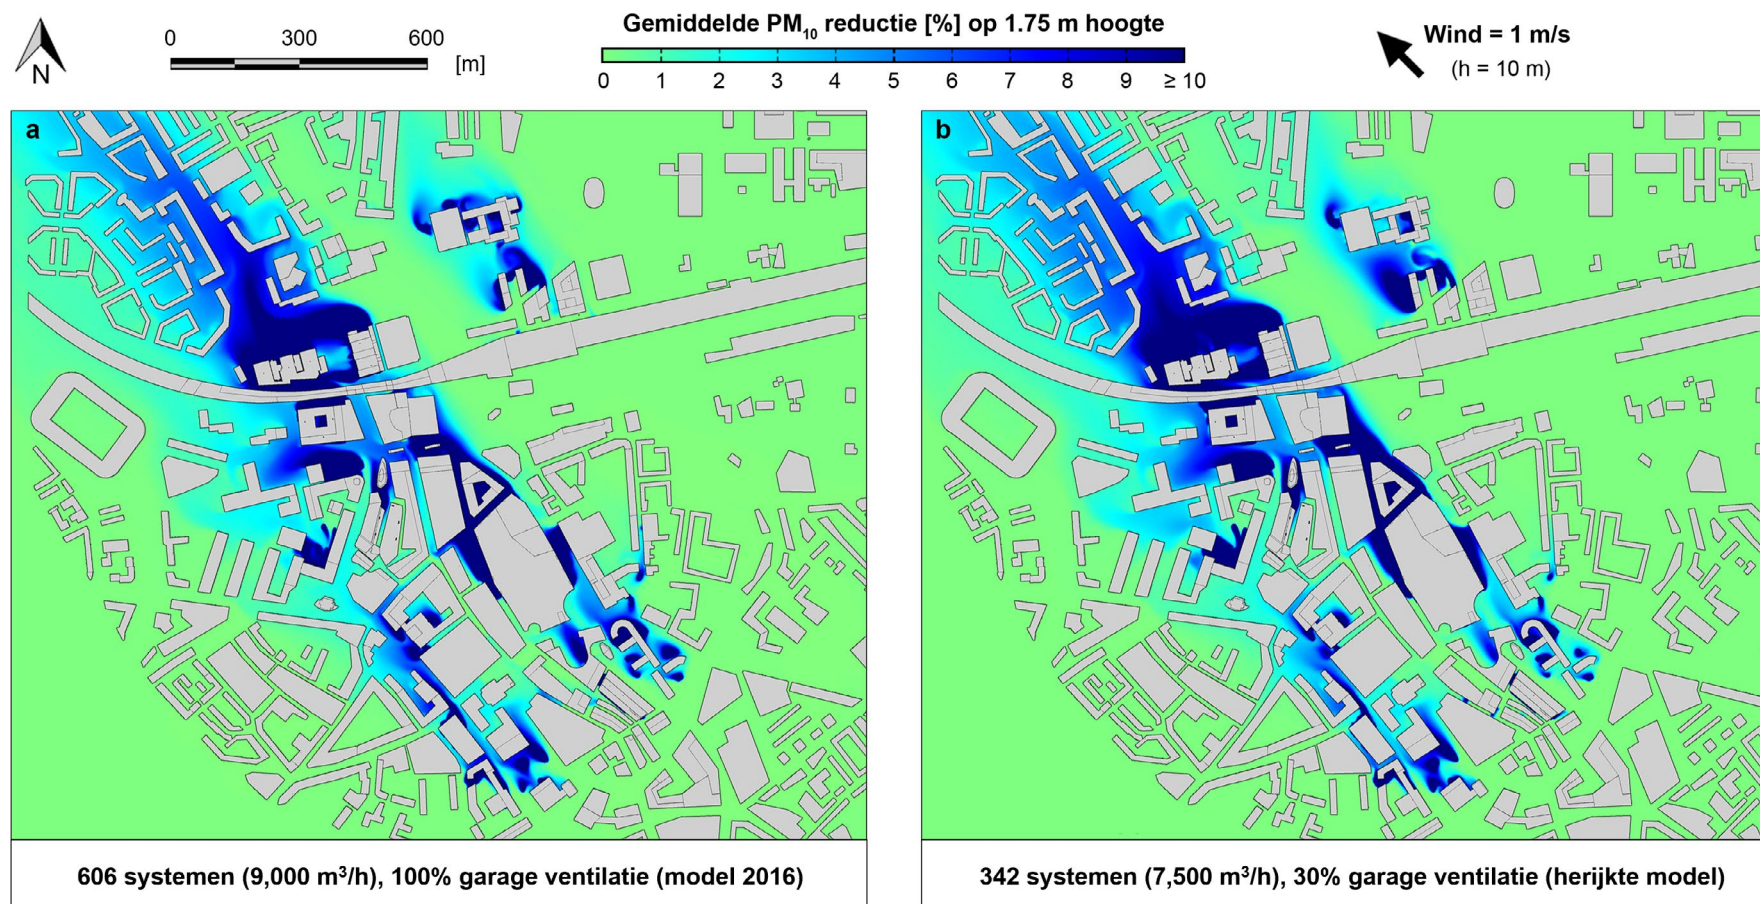 N
0 300 600
[m]
Gemiddelde PM₁₀ reductie [%] op 1.75 m hoogte
0 1 2 3 4 5 6 7 8 9 ≥ 10
Wind = 1 m/s
(h = 10 m)
a
b
606 systemen (9,000 m³/h), 100% garage ventilatie (model 2016)
342 systemen (7,500 m³/h), 30% garage ventilatie (herijkte model)